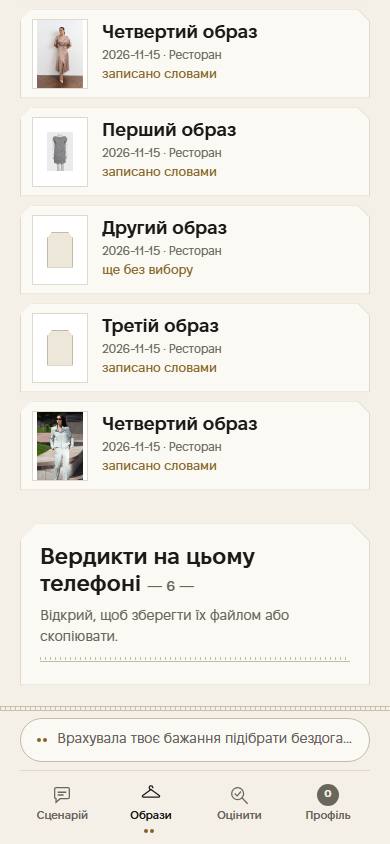 Четвертий образ
2026-11-15 · Ресторан
записано словами
Перший образ
2026-11-15 · Ресторан
записано словами
Другий образ
2026-11-15 · Ресторан
ще без вибору
Третій образ
2026-11-15 · Ресторан
записано словами
Четвертий образ
2026-11-15 · Ресторан
записано словами
Вердикти на цьому
телефоні — 6 —
Відкрий, щоб зберегти їх файлом або
скопіювати.
Врахувала твоє бажання підібрати бездога...
Сценарій
Образи
Оцінити
0
Профіль